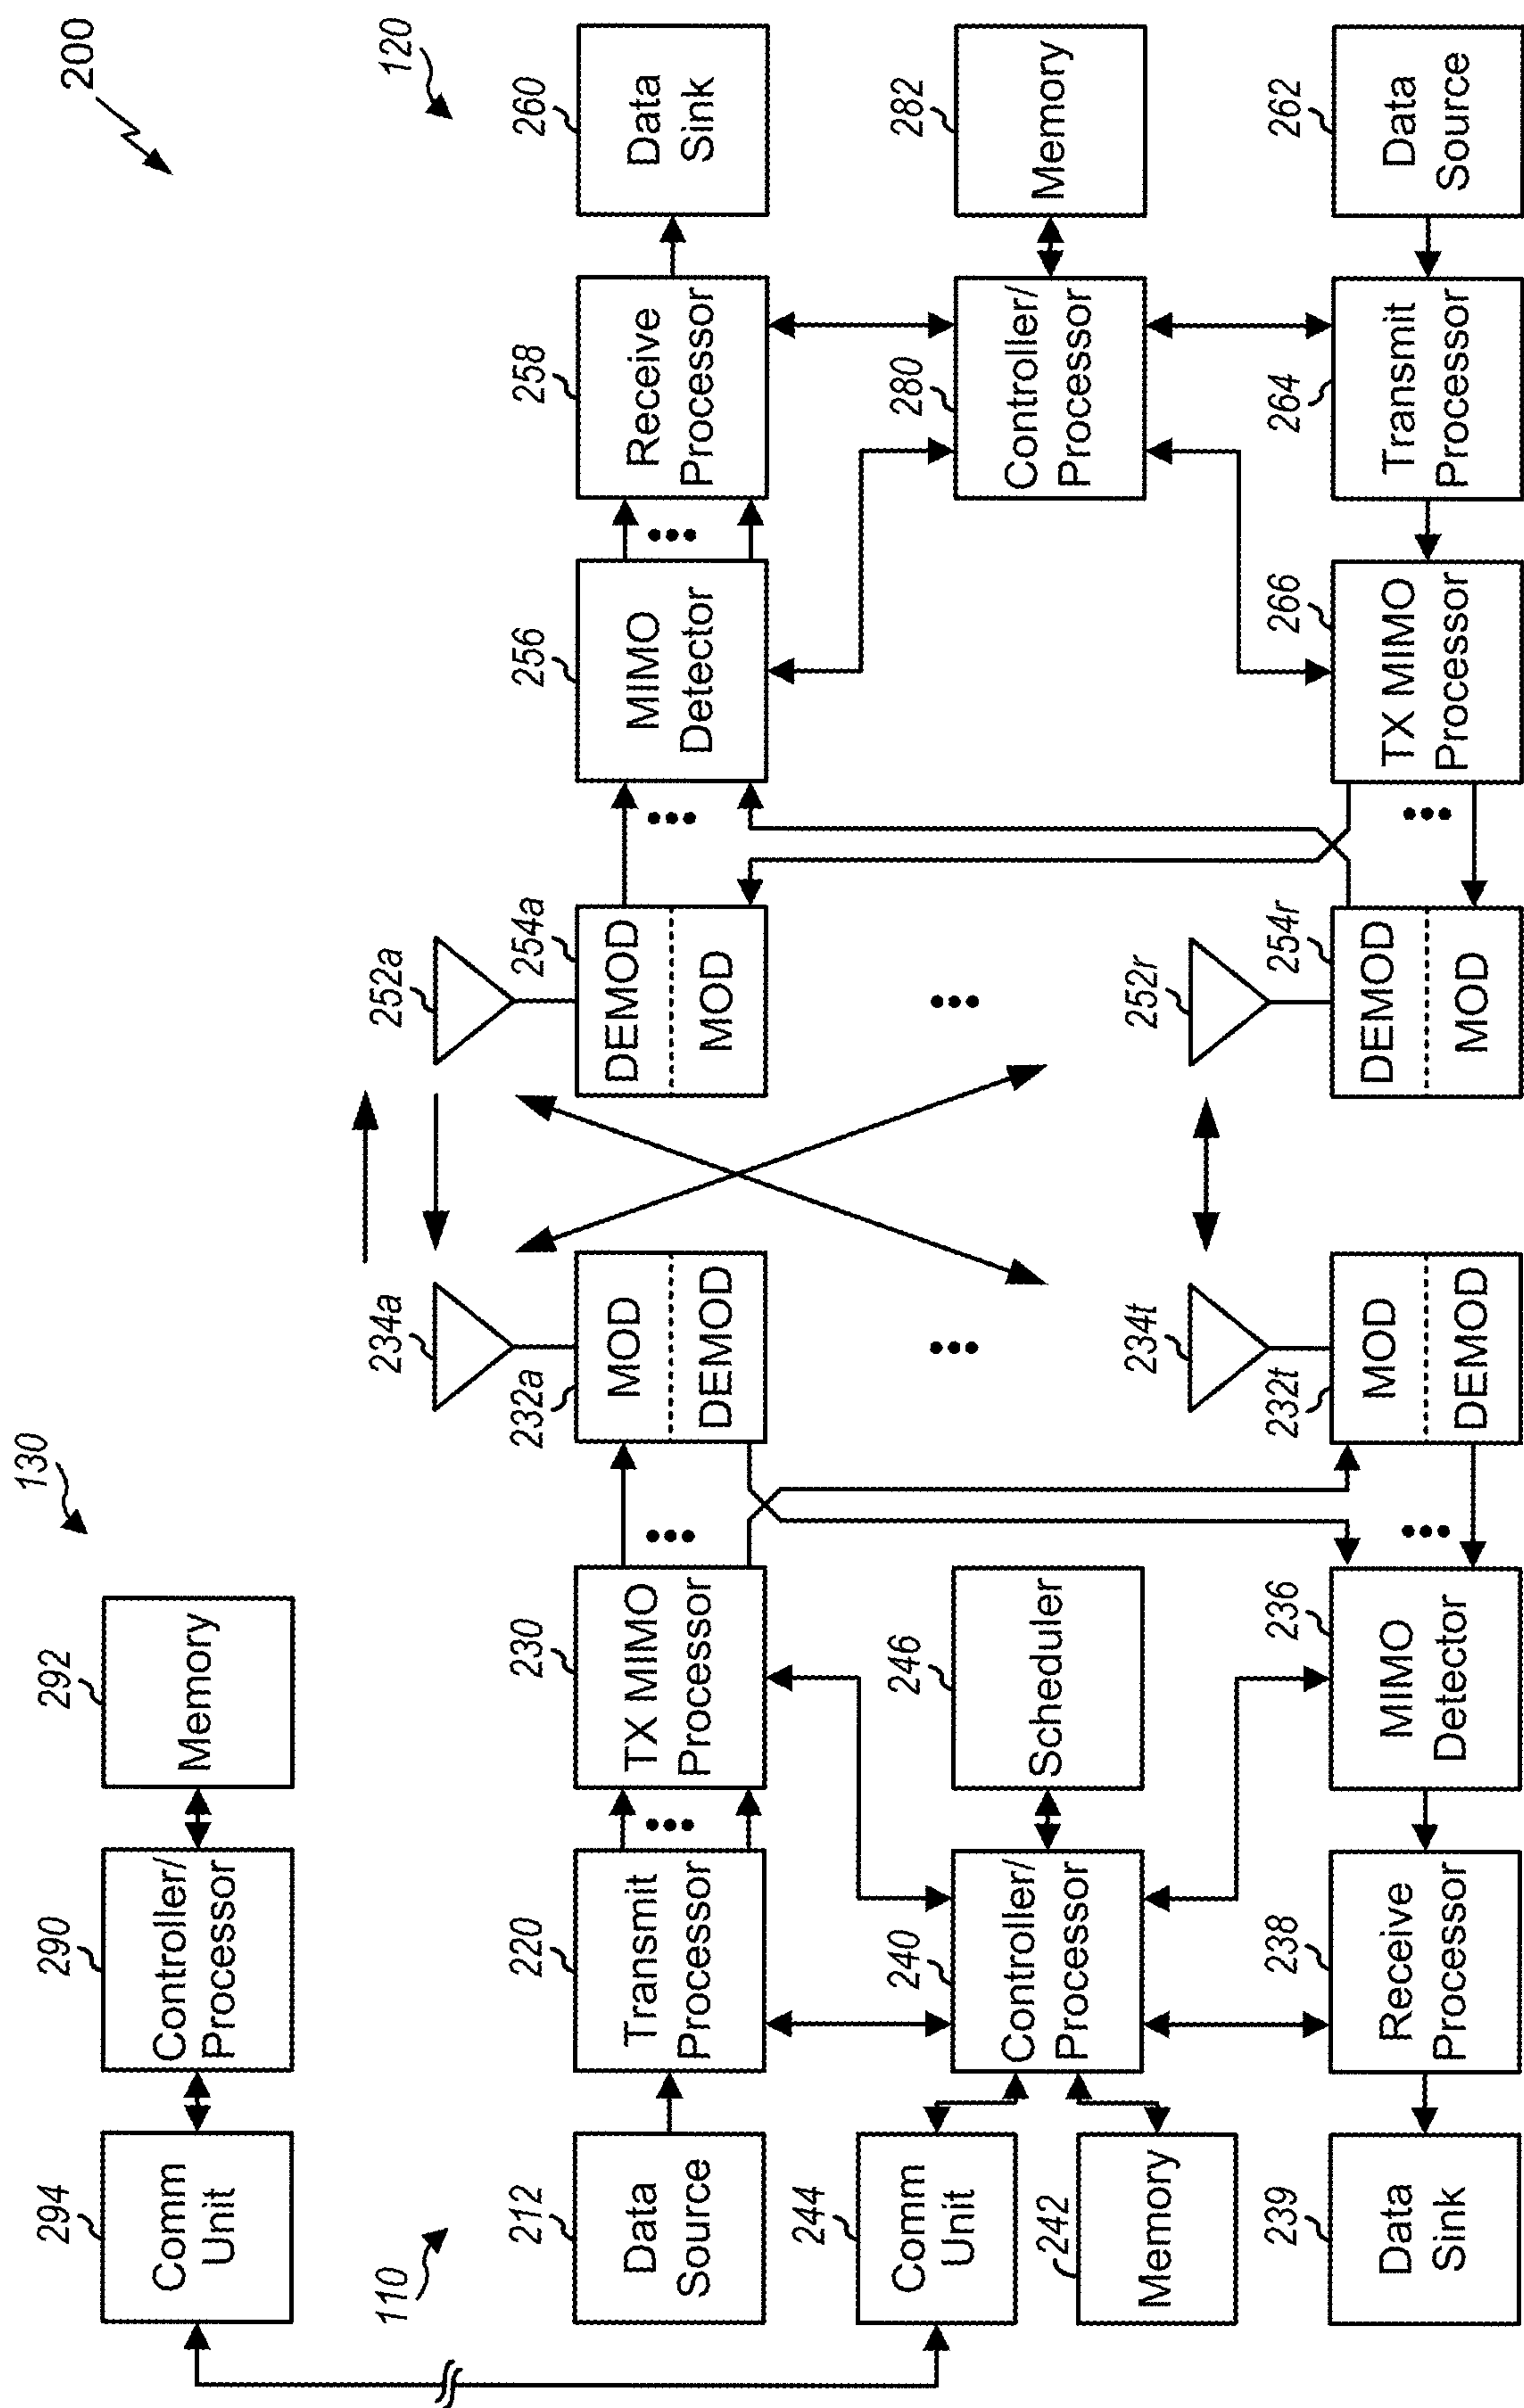 200
130
294
Comm
Unit
290
Controller/
Processor
292
Memory
110
120
212
Data
Source
220
Transmit
Processor
230
TX MIMO
Processor
232a
MOD
DEMOD
234a
252a
254a
DEMOD
MOD
256
MIMO
Detector
258
Receive
Processor
260
Data
Sink
244
Comm
Unit
242
Memory
240
Controller/
Processor
246
Scheduler
280
Controller/
Processor
282
Memory
239
Data
Sink
238
Receive
Processor
236
MIMO
Detector
232t
MOD
DEMOD
234t
252r
254r
DEMOD
MOD
266
TX MIMO
Processor
264
Transmit
Processor
262
Data
Source